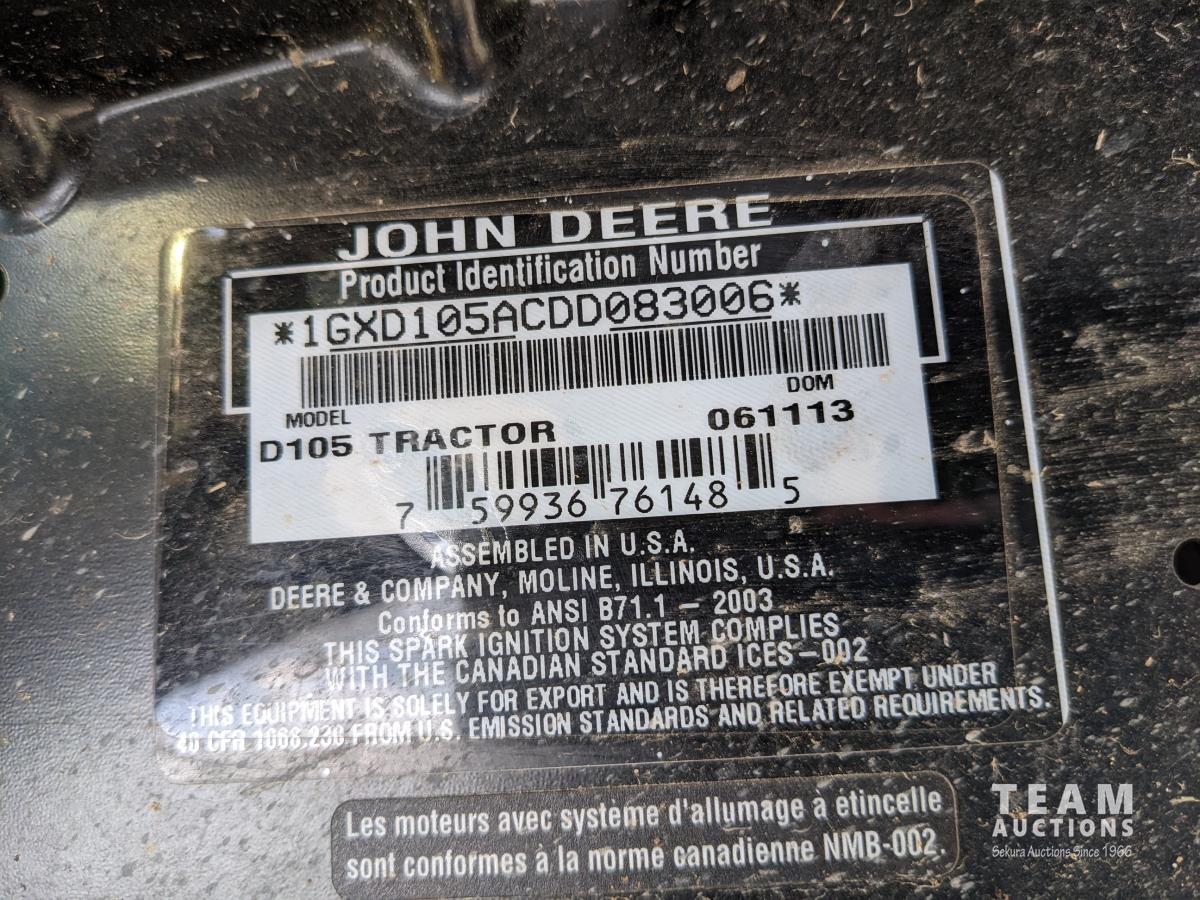 JOHN DEERE
Product Identification Number
*1GXD105ACDD083006*
MODEL DOM
D105 TRACTOR 061113
7 59936 76148 5
ASSEMBLED IN U.S.A.
DEERE & COMPANY, MOLINE, ILLINOIS, U.S.A.
Conforms to ANSI B71.1 – 2003
THIS SPARK IGNITION SYSTEM COMPLIES
WITH THE CANADIAN STANDARD ICES-002
THIS EQUIPMENT IS SOLELY FOR EXPORT AND IS THEREFORE EXEMPT UNDER
40 CFR 1068.230 FROM U.S. EMISSION STANDARDS AND RELATED REQUIREMENTS.
Les moteurs avec système d'allumage a étincelle
sont conformes à la norme canadienne NMB-002.
TEAM
AUCTIONS
Sekura Auctions Since 1966